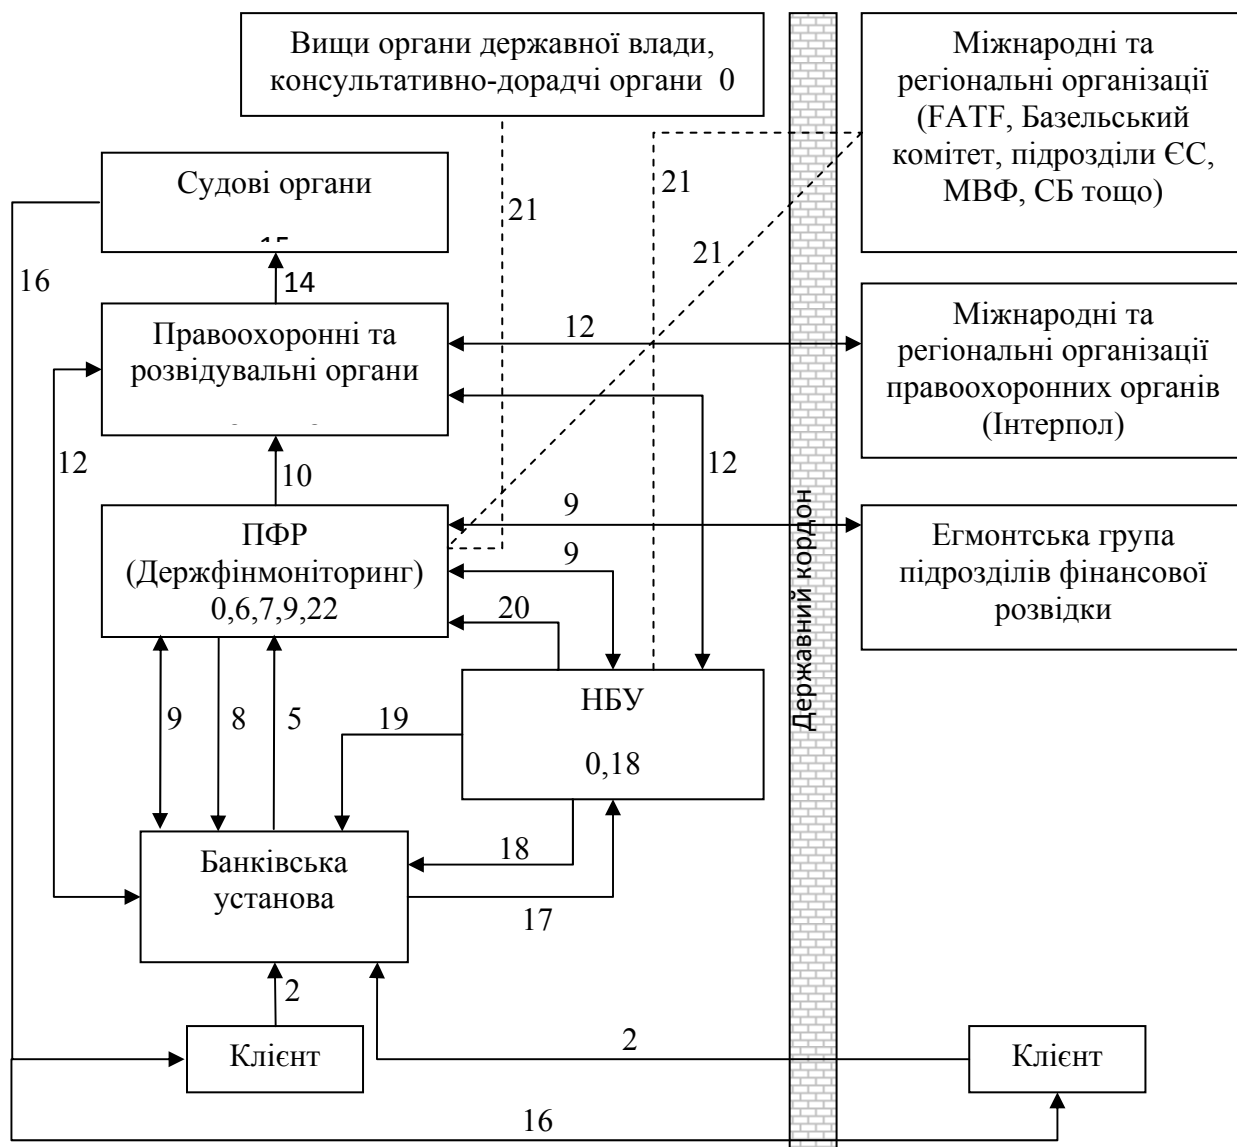 Вищи органи державної влади,
консультативно-дорадчі органи 0
Міжнародні та
регіональні організації
(FATF, Базельський
комітет, підрозділи ЄС,
МВФ, СБ тощо)
Судові органи
21
21
21
16
14
Правоохоронні та
розвідувальні органи
12
Міжнародні та
регіональні організації
правоохоронних органів
(Інтерпол)
12
12
10
ПФР
(Держфінмоніторинг)
0,6,7,9,22
9
9
20
Егмонтська група
підрозділів фінансової
розвідки
Державний кордон
НБУ
0,18
9
8
5
19
18
17
Банківська
установа
2
2
Клієнт
Клієнт
16